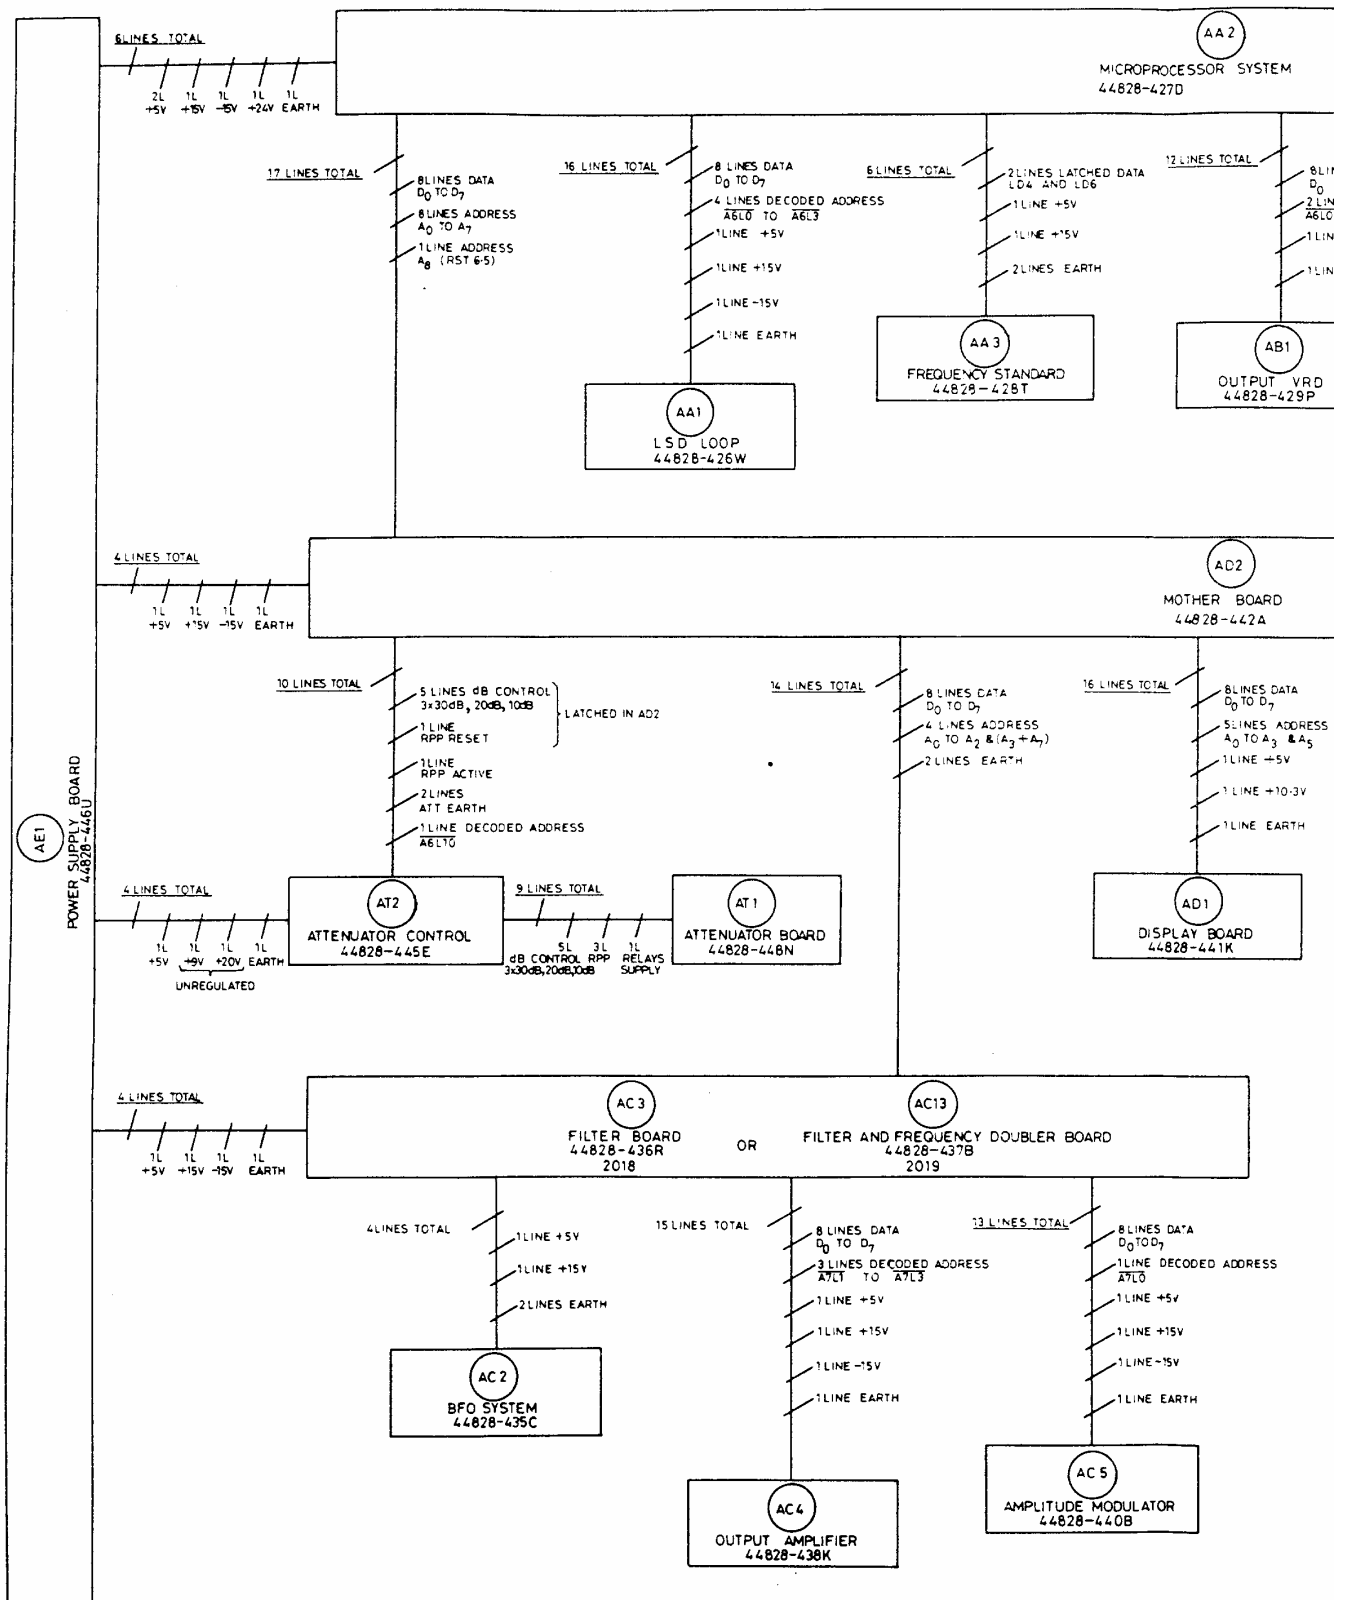 6 LINES TOTAL
2L
+5V
1L
+15V
1L
-15V
1L
+24V
1L
EARTH
AA2
MICROPROCESSOR SYSTEM
44828-427D
17 LINES TOTAL
8 LINES DATA
D0 TO D7
8 LINES ADDRESS
A0 TO A7
1 LINE ADDRESS
A8 (RST 6·5)
16 LINES TOTAL
8 LINES DATA
D0 TO D7
4 LINES DECODED ADDRESS
A6L0 TO A6L3
1 LINE +5V
1 LINE +15V
1 LINE -15V
1 LINE EARTH
AA1
LSD LOOP
44828-426W
6 LINES TOTAL
2 LINES LATCHED DATA
LD4 AND LD6
1 LINE +5V
1 LINE +15V
2 LINES EARTH
AA3
FREQUENCY STANDARD
44828-428T
12 LINES TOTAL
8 LIN
D0
2 LIN
A6L0
1 LIN
1 LIN
AB1
OUTPUT VRD
44828-429P
4 LINES TOTAL
1L
+5V
1L
+15V
1L
-15V
1L
EARTH
AD2
MOTHER BOARD
44828-442A
10 LINES TOTAL
5 LINES dB CONTROL
3x30dB, 20dB, 10dB
1 LINE
RPP RESET
LATCHED IN AD2
1 LINE
RPP ACTIVE
2 LINES
ATT EARTH
1 LINE DECODED ADDRESS
A6L10
14 LINES TOTAL
8 LINES DATA
D0 TO D7
4 LINES ADDRESS
A0 TO A2 & (A3 + A7)
2 LINES EARTH
16 LINES TOTAL
8 LINES DATA
D0 TO D7
5 LINES ADDRESS
A0 TO A3 & A5
1 LINE +5V
1 LINE +10·3V
1 LINE EARTH
AE1
POWER SUPPLY BOARD
44828-446U
4 LINES TOTAL
1L
+5V
1L
+9V
1L
+20V
1L
EARTH
UNREGULATED
AT2
ATTENUATOR CONTROL
44828-445E
9 LINES TOTAL
5L
dB CONTROL
3x30dB,20dB,10dB
3L
RPP
1L
RELAYS
SUPPLY
AT1
ATTENUATOR BOARD
44828-448N
AD1
DISPLAY BOARD
44828-441K
4 LINES TOTAL
1L
+5V
1L
+15V
1L
-15V
1L
EARTH
AC3
FILTER BOARD
44828-436R
2018
OR
AC13
FILTER AND FREQUENCY DOUBLER BOARD
44828-437B
2019
4 LINES TOTAL
1 LINE +5V
1 LINE +15V
2 LINES EARTH
AC2
BFO SYSTEM
44828-435C
15 LINES TOTAL
8 LINES DATA
D0 TO D7
3 LINES DECODED ADDRESS
A7L1 TO A7L3
1 LINE +5V
1 LINE +15V
1 LINE -15V
1 LINE EARTH
AC4
OUTPUT AMPLIFIER
44828-438K
13 LINES TOTAL
8 LINES DATA
D0 TO D7
1 LINE DECODED ADDRESS
A7L0
1 LINE +5V
1 LINE +15V
1 LINE -15V
1 LINE EARTH
AC5
AMPLITUDE MODULATOR
44828-440B